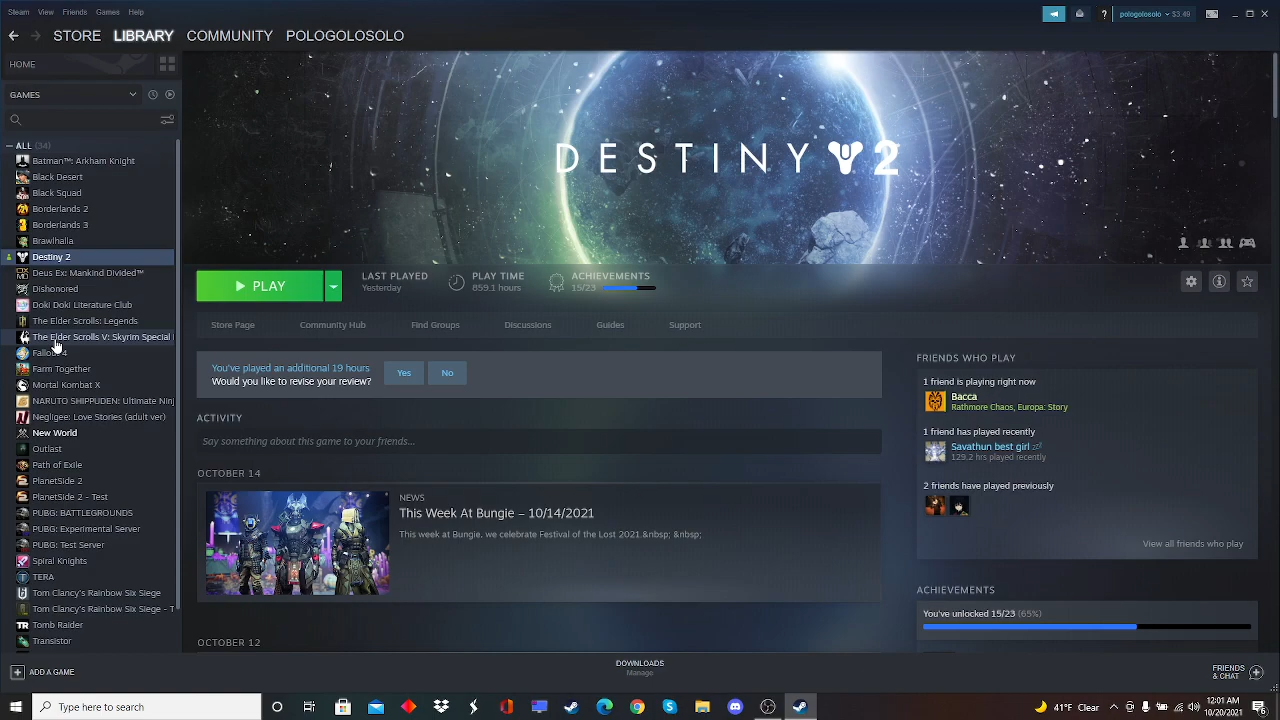 Steam View Friends Games Help
pologolosolo $3.49
STORE LIBRARY COMMUNITY POLOGOLOSOLO
HOME
GAMES
ALL (34)
Batman™: Arkham Knight
Black Desert
Borderlands 2
Borderlands 3
Brawlhalla
Destiny 2
Deus Ex: Mankind Divided™
Dishonored
Doki Doki Literature Club
The Elder Scrolls: Legends
The Elder Scrolls V: Skyrim Special
4
Farm Together
Mortal Kombat X
NARUTO SHIPPUDEN: Ultimate Ninj
Negligee: Love Stories (adult ver)
New World
Outlast
Path of Exile
PlanetSide 2
PlanetSide 2 - Test
PUBG: BATTLEGROUNDS
PUBG: Experimental Server
PUBG: Test Server
Spiral Knights
TERA
Tom Clancy's Rainbow Six Siege
Tom Clancy's Rainbow Six Siege - T
Tomb Raider
Transistor
DESTINY 2
PLAY
LAST PLAYED
Yesterday
PLAY TIME
859.1 hours
ACHIEVEMENTS
15/23
Store Page Community Hub Find Groups Discussions Guides Support
You've played an additional 19 hours
Would you like to revise your review?
Yes No
ACTIVITY
Say something about this game to your friends...
OCTOBER 14
NEWS
This Week At Bungie – 10/14/2021
This week at Bungie, we celebrate Festival of the Lost 2021.&nbsp; &nbsp;
OCTOBER 12
FRIENDS WHO PLAY
1 friend is playing right now
Bacca
Rathmore Chaos, Europa: Story
1 friend has played recently
Savathun best girl zzz
129.2 hrs played recently
2 friends have played previously
View all friends who play
ACHIEVEMENTS
You've unlocked 15/23 (65%)
ADD A GAME
DOWNLOADS
Manage
FRIENDS
& CHAT
Type here to search
41°F Clear
12:01 AM
10/20/2021